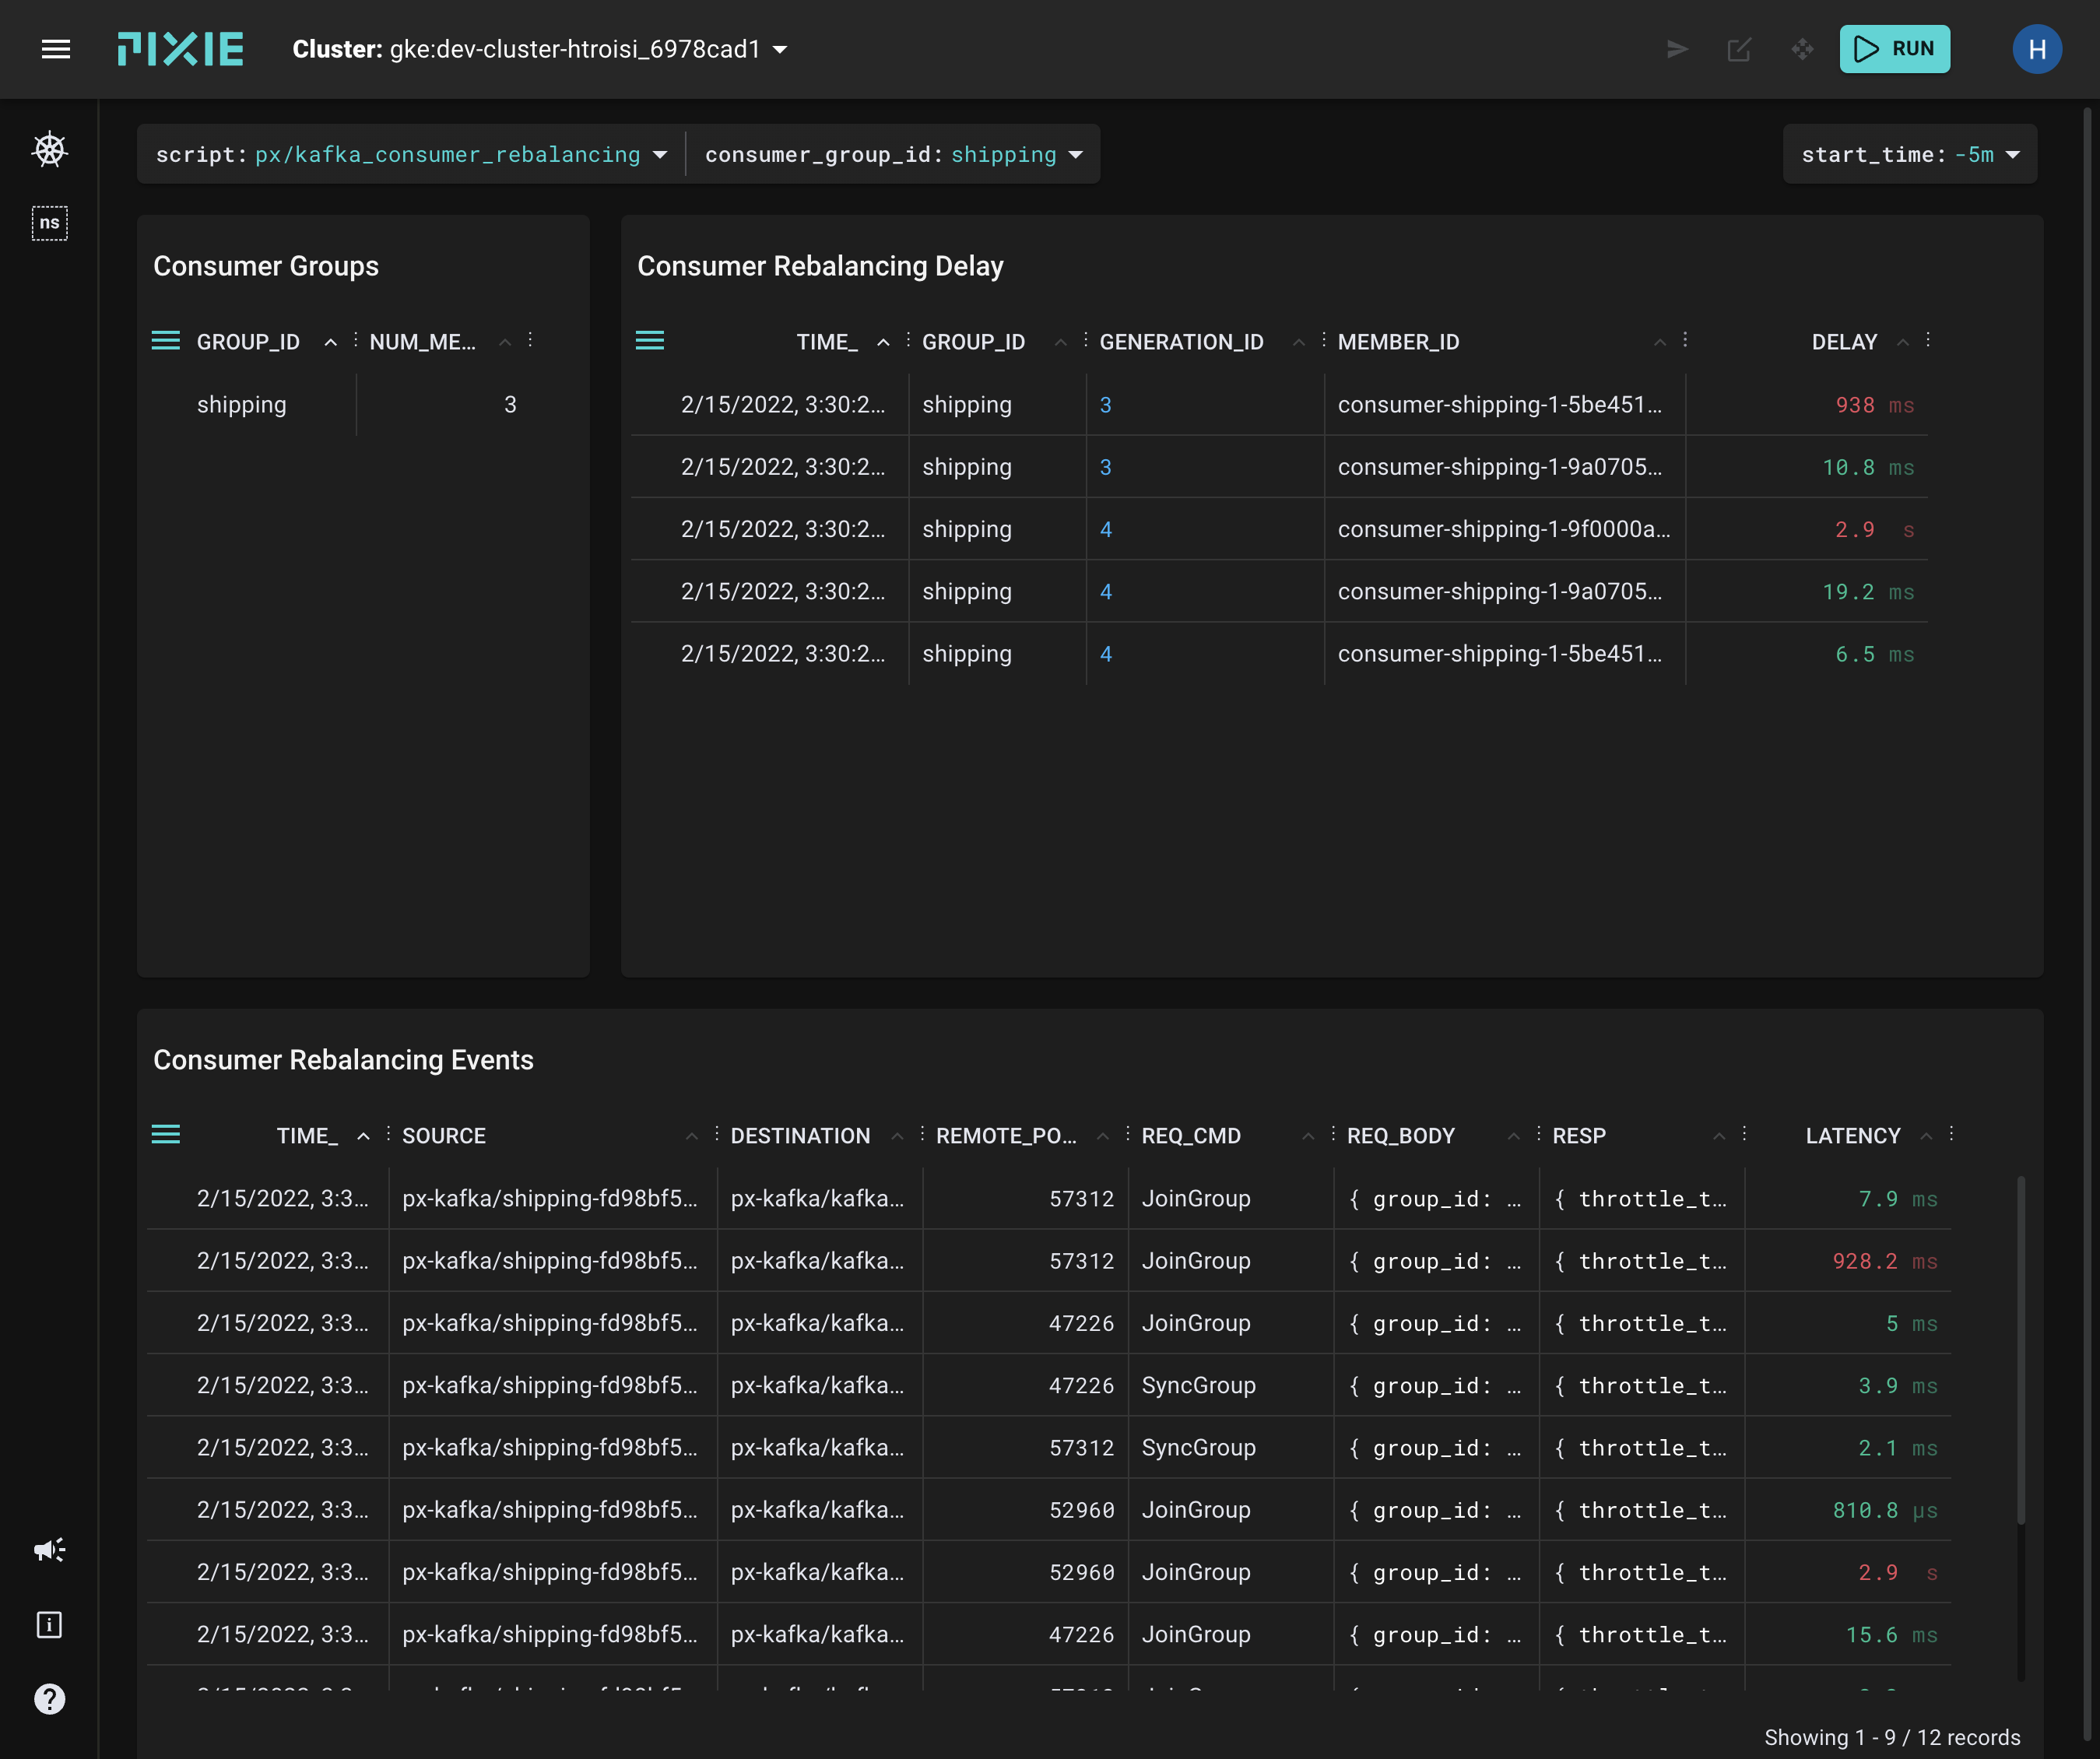 PIXIE Cluster: gke:dev-cluster-htroisi_6978cad1 RUN H
script: px/kafka_consumer_rebalancing consumer_group_id: shipping start_time: -5m
ns
Consumer Groups
GROUP_ID NUM_ME...
shipping 3
Consumer Rebalancing Delay
TIME_ GROUP_ID GENERATION_ID MEMBER_ID DELAY
2/15/2022, 3:30:2... shipping 3 consumer-shipping-1-5be451... 938 ms
2/15/2022, 3:30:2... shipping 3 consumer-shipping-1-9a0705... 10.8 ms
2/15/2022, 3:30:2... shipping 4 consumer-shipping-1-9f0000a... 2.9 s
2/15/2022, 3:30:2... shipping 4 consumer-shipping-1-9a0705... 19.2 ms
2/15/2022, 3:30:2... shipping 4 consumer-shipping-1-5be451... 6.5 ms
Consumer Rebalancing Events
TIME_ SOURCE DESTINATION REMOTE_PO... REQ_CMD REQ_BODY RESP LATENCY
2/15/2022, 3:3... px-kafka/shipping-fd98bf5... px-kafka/kafka... 57312 JoinGroup { group_id: ... { throttle_t... 7.9 ms
2/15/2022, 3:3... px-kafka/shipping-fd98bf5... px-kafka/kafka... 57312 JoinGroup { group_id: ... { throttle_t... 928.2 ms
2/15/2022, 3:3... px-kafka/shipping-fd98bf5... px-kafka/kafka... 47226 JoinGroup { group_id: ... { throttle_t... 5 ms
2/15/2022, 3:3... px-kafka/shipping-fd98bf5... px-kafka/kafka... 47226 SyncGroup { group_id: ... { throttle_t... 3.9 ms
2/15/2022, 3:3... px-kafka/shipping-fd98bf5... px-kafka/kafka... 57312 SyncGroup { group_id: ... { throttle_t... 2.1 ms
2/15/2022, 3:3... px-kafka/shipping-fd98bf5... px-kafka/kafka... 52960 JoinGroup { group_id: ... { throttle_t... 810.8 µs
2/15/2022, 3:3... px-kafka/shipping-fd98bf5... px-kafka/kafka... 52960 JoinGroup { group_id: ... { throttle_t... 2.9 s
2/15/2022, 3:3... px-kafka/shipping-fd98bf5... px-kafka/kafka... 47226 JoinGroup { group_id: ... { throttle_t... 15.6 ms
Showing 1 - 9 / 12 records